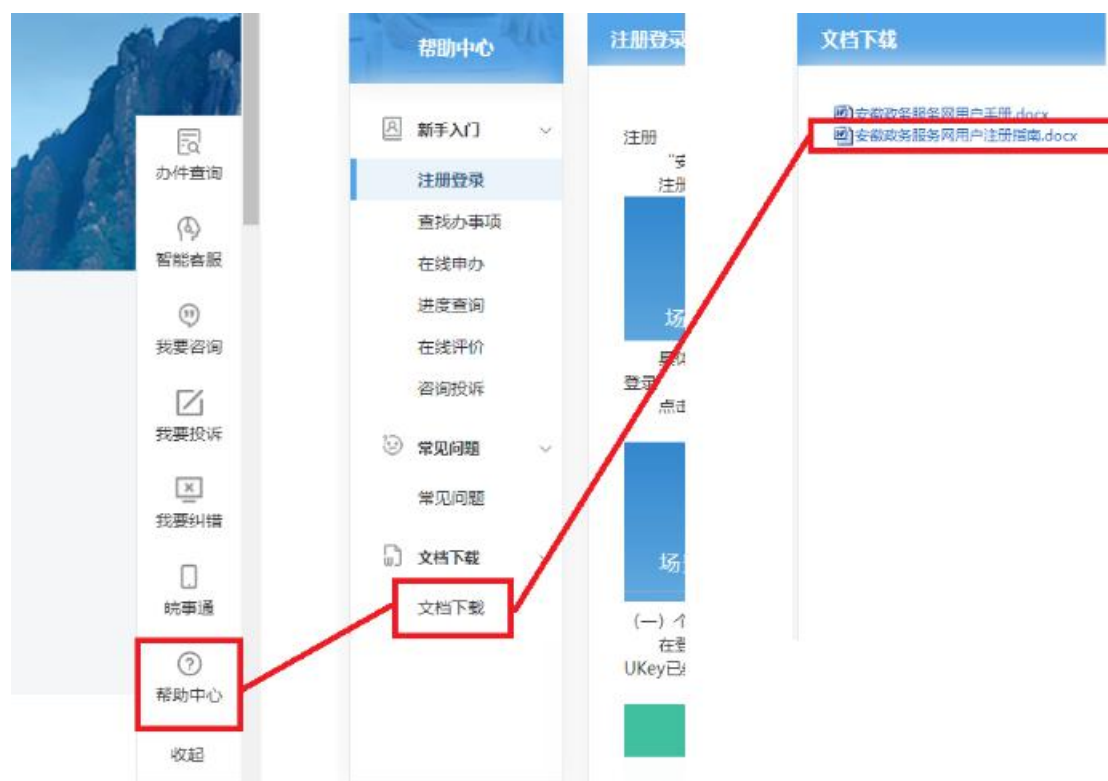 办件查询
智能客服
我要咨询
我要投诉
我要纠错
皖事通
帮助中心
收起
帮助中心
新手入门
注册登录
查找办事项
在线申办
进度查询
在线评价
咨询投诉
常见问题
常见问题
文档下载
文档下载
注册登录
注册
"安
注册
场
具体
登录
点击
场
(一) 个
在登
UKey已经
文档下载
安徽政务服务网用户手册.docx
安徽政务服务网用户注册指南.docx